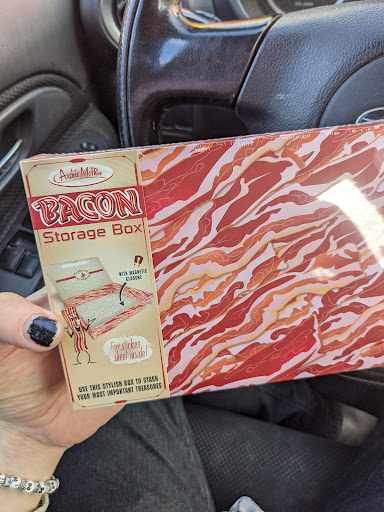 Archie McPhee
BACON
Storage Box
WITH MAGNETIC
CLOSURE
Free sticker
sheet inside!
USE THIS STYLISH BOX TO STASH
YOUR MOST IMPORTANT TREASURES